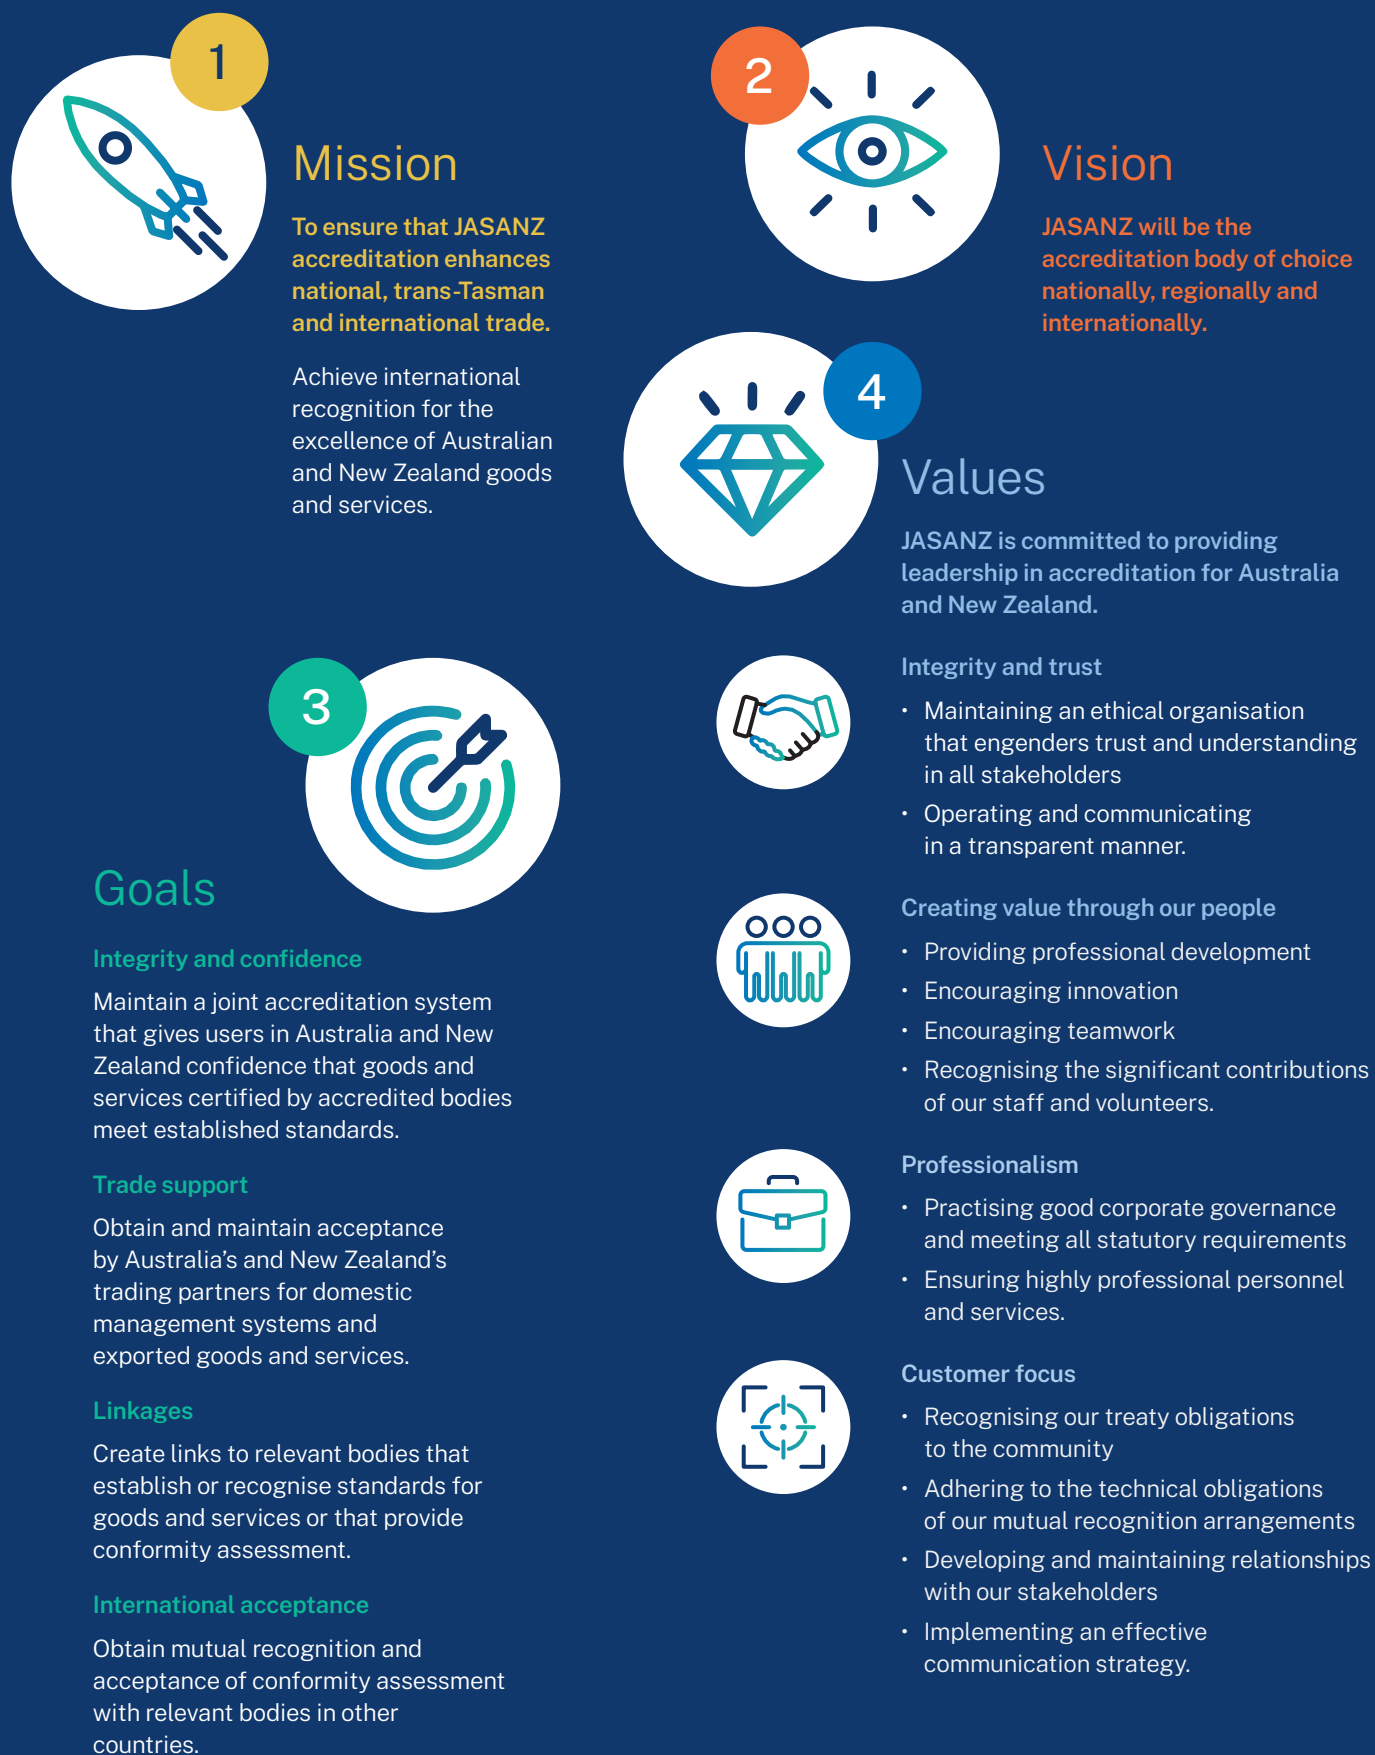 1
Mission
To ensure that JASANZ
accreditation enhances
national, trans-Tasman
and international trade.
Achieve international
recognition for the
excellence of Australian
and New Zealand goods
and services.
2
Vision
JASANZ will be the
accreditation body of choice
nationally, regionally and
internationally.
3
Goals
Integrity and confidence
Maintain a joint accreditation system
that gives users in Australia and New
Zealand confidence that goods and
services certified by accredited bodies
meet established standards.
Trade support
Obtain and maintain acceptance
by Australia’s and New Zealand’s
trading partners for domestic
management systems and
exported goods and services.
Linkages
Create links to relevant bodies that
establish or recognise standards for
goods and services or that provide
conformity assessment.
International acceptance
Obtain mutual recognition and
acceptance of conformity assessment
with relevant bodies in other
countries.
4
Values
JASANZ is committed to providing
leadership in accreditation for Australia
and New Zealand.
Integrity and trust
• Maintaining an ethical organisation
that engenders trust and understanding
in all stakeholders
• Operating and communicating
in a transparent manner.
Creating value through our people
• Providing professional development
• Encouraging innovation
• Encouraging teamwork
• Recognising the significant contributions
of our staff and volunteers.
Professionalism
• Practising good corporate governance
and meeting all statutory requirements
• Ensuring highly professional personnel
and services.
Customer focus
• Recognising our treaty obligations
to the community
• Adhering to the technical obligations
of our mutual recognition arrangements
• Developing and maintaining relationships
with our stakeholders
• Implementing an effective
communication strategy.